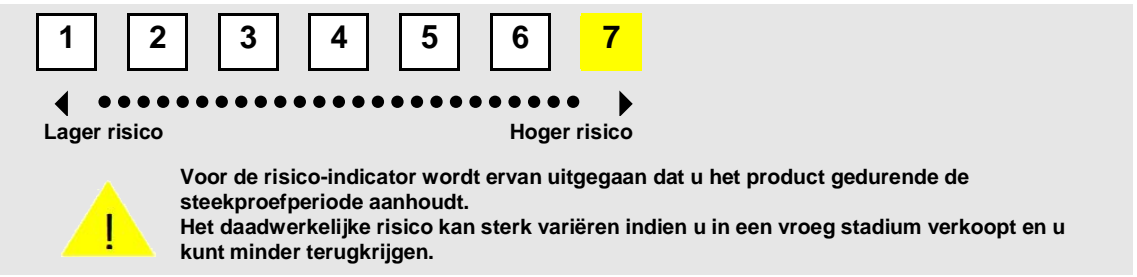 1 2 3 4 5 6 7
Lager risico Hoger risico
!
Voor de risico-indicator wordt ervan uitgegaan dat u het product gedurende de
steekproefperiode aanhoudt.
Het daadwerkelijke risico kan sterk variëren indien u in een vroeg stadium verkoopt en u
kunt minder terugkrijgen.